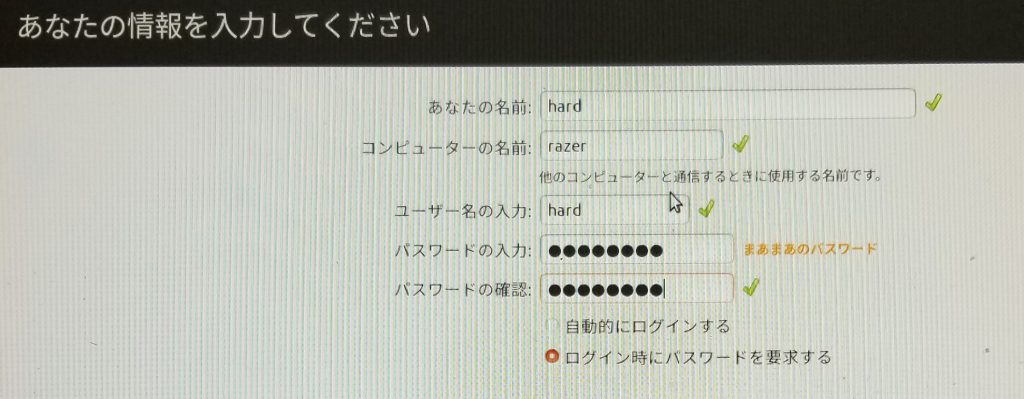 あなたの情報を入力してください
あなたの名前: hard
コンピューターの名前: razer
他のコンピューターと通信するときに使用する名前です。
ユーザー名の入力: hard
パスワードの入力: ●●●●●●●● まあまあのパスワード
パスワードの確認: ●●●●●●●●
自動的にログインする
ログイン時にパスワードを要求する